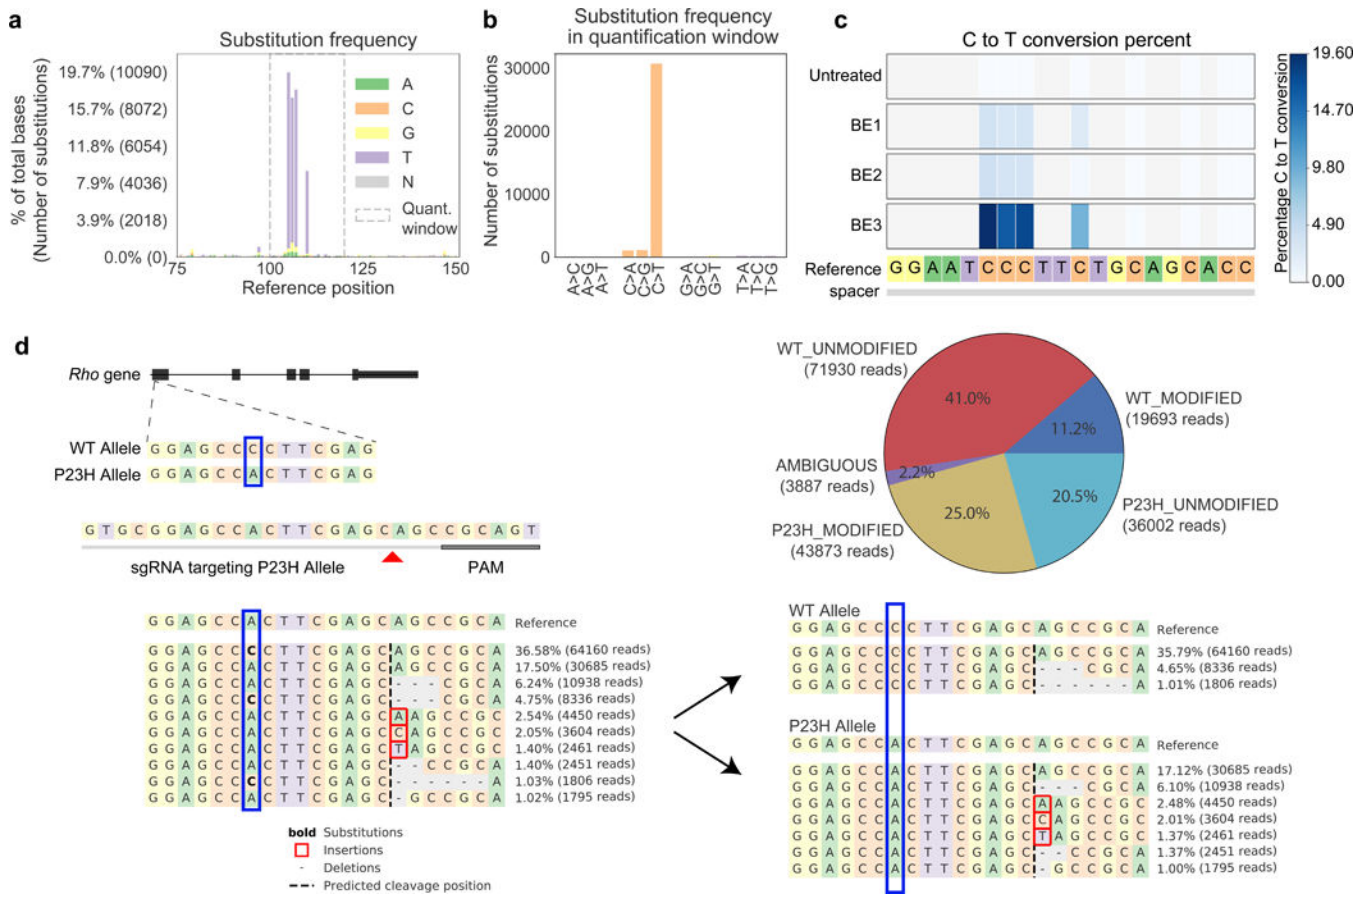 a
Substitution frequency
% of total bases
(Number of substitutions)
19.7% (10090)
15.7% (8072)
11.8% (6054)
7.9% (4036)
3.9% (2018)
0.0% (0)
75
100
125
150
Reference position
A
C
G
T
N
Quant.
window
b
Substitution frequency
in quantification window
Number of substitutions
30000
20000
10000
0
A>C
A>G
A>T
C>A
C>G
C>T
G>A
G>C
G>T
T>A
T>C
T>G
c
C to T conversion percent
Untreated
BE1
BE2
BE3
Reference
G G A A T C C C T T C T G C A G C A C C
spacer
Percentage C to T conversion
19.60
14.70
9.80
4.90
0.00
d
Rho gene
WT Allele
G G A G C C C C T T C G A G
P23H Allele
G G A G C C A C T T C G A G
G T G C G G A G C C A C T T C G A G C A G C C G C A G T
sgRNA targeting P23H Allele
PAM
WT_UNMODIFIED
(71930 reads)
41.0%
WT_MODIFIED
(19693 reads)
11.2%
AMBIGUOUS
(3887 reads)
2.2%
P23H_MODIFIED
(43873 reads)
25.0%
P23H_UNMODIFIED
(36002 reads)
20.5%
G G A G C C A C T T C G A G C A G C C G C A Reference
G G A G C C C C T T C G A G C A G C C G C A 36.58% (64160 reads)
G G A G C C A C T T C G A G C A G C C G C A 17.50% (30685 reads)
G G A G C C A C T T C G A G C - - - C G C A 6.24% (10938 reads)
G G A G C C C C T T C G A G C - - - C G C A 4.75% (8336 reads)
G G A G C C A C T T C G A G C A A G C C G C 2.54% (4450 reads)
G G A G C C A C T T C G A G C C A G C C G C 2.05% (3604 reads)
G G A G C C A C T T C G A G C T A G C C G C 1.40% (2461 reads)
G G A G C C A C T T C G A G C - - C C G C A 1.40% (2451 reads)
G G A G C C C C T T C G A G C - - - - - - A 1.03% (1806 reads)
G G A G C C A C T T C G A G C - G C C G C A 1.02% (1795 reads)
bold Substitutions
Insertions
- Deletions
Predicted cleavage position
WT Allele
G G A G C C C C T T C G A G C A G C C G C A Reference
G G A G C C C C T T C G A G C A G C C G C A 35.79% (64160 reads)
G G A G C C C C T T C G A G C - - - C G C A 4.65% (8336 reads)
G G A G C C C C T T C G A G C - - - - - - A 1.01% (1806 reads)
P23H Allele
G G A G C C A C T T C G A G C A G C C G C A Reference
G G A G C C A C T T C G A G C A G C C G C A 17.12% (30685 reads)
G G A G C C A C T T C G A G C - - - C G C A 6.10% (10938 reads)
G G A G C C A C T T C G A G C A A G C C G C 2.48% (4450 reads)
G G A G C C A C T T C G A G C C A G C C G C 2.01% (3604 reads)
G G A G C C A C T T C G A G C T A G C C G C 1.37% (2461 reads)
G G A G C C A C T T C G A G C - - C C G C A 1.37% (2451 reads)
G G A G C C A C T T C G A G C - G C C G C A 1.00% (1795 reads)